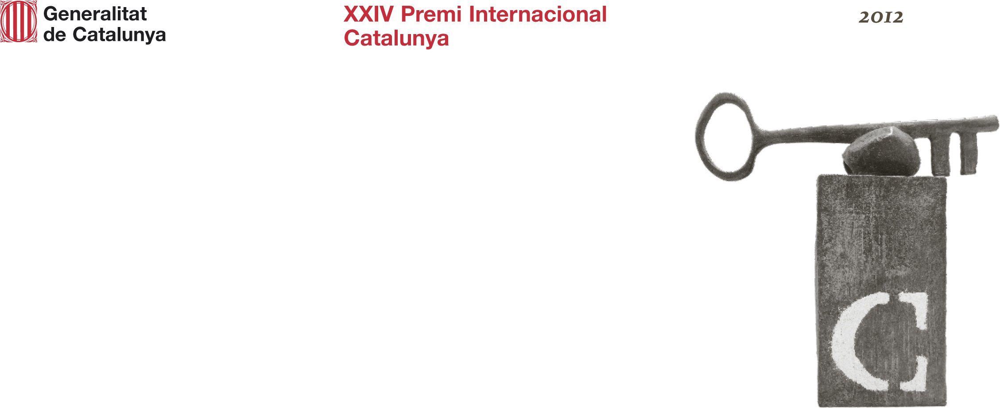 Generalitat
de Catalunya
XXIV Premi Internacional
Catalunya
2012
C